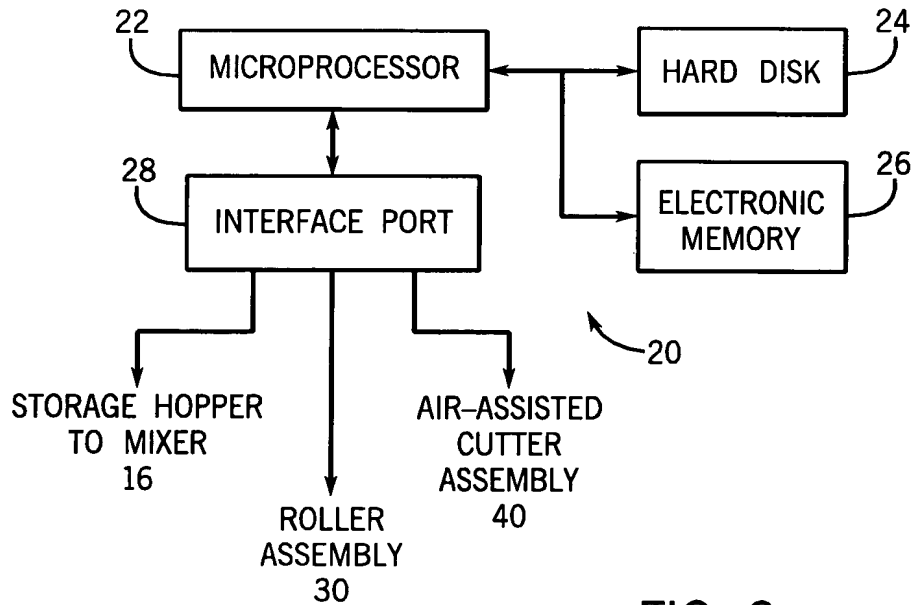 22
MICROPROCESSOR
24
HARD DISK
28
INTERFACE PORT
26
ELECTRONIC
MEMORY
20
STORAGE HOPPER
TO MIXER
16
AIR–ASSISTED
CUTTER
ASSEMBLY
40
ROLLER
ASSEMBLY
30